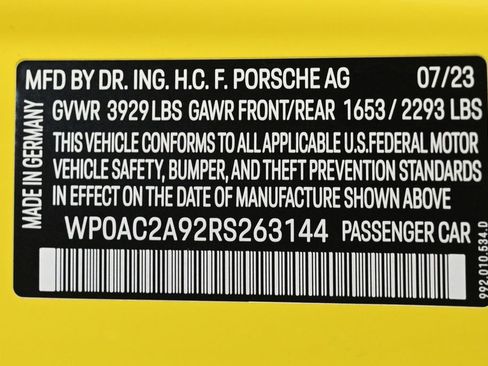 MFD BY DR. ING. H.C. F. PORSCHE AG 07/23
GVWR 3929 LBS GAWR FRONT/REAR 1653 / 2293 LBS
THIS VEHICLE CONFORMS TO ALL APPLICABLE U.S.FEDERAL MOTOR
VEHICLE SAFETY, BUMPER, AND THEFT PREVENTION STANDARDS
IN EFFECT ON THE DATE OF MANUFACTURE SHOWN ABOVE
WP0AC2A92RS263144 PASSENGER CAR
MADE IN GERMANY
992.010.534.D